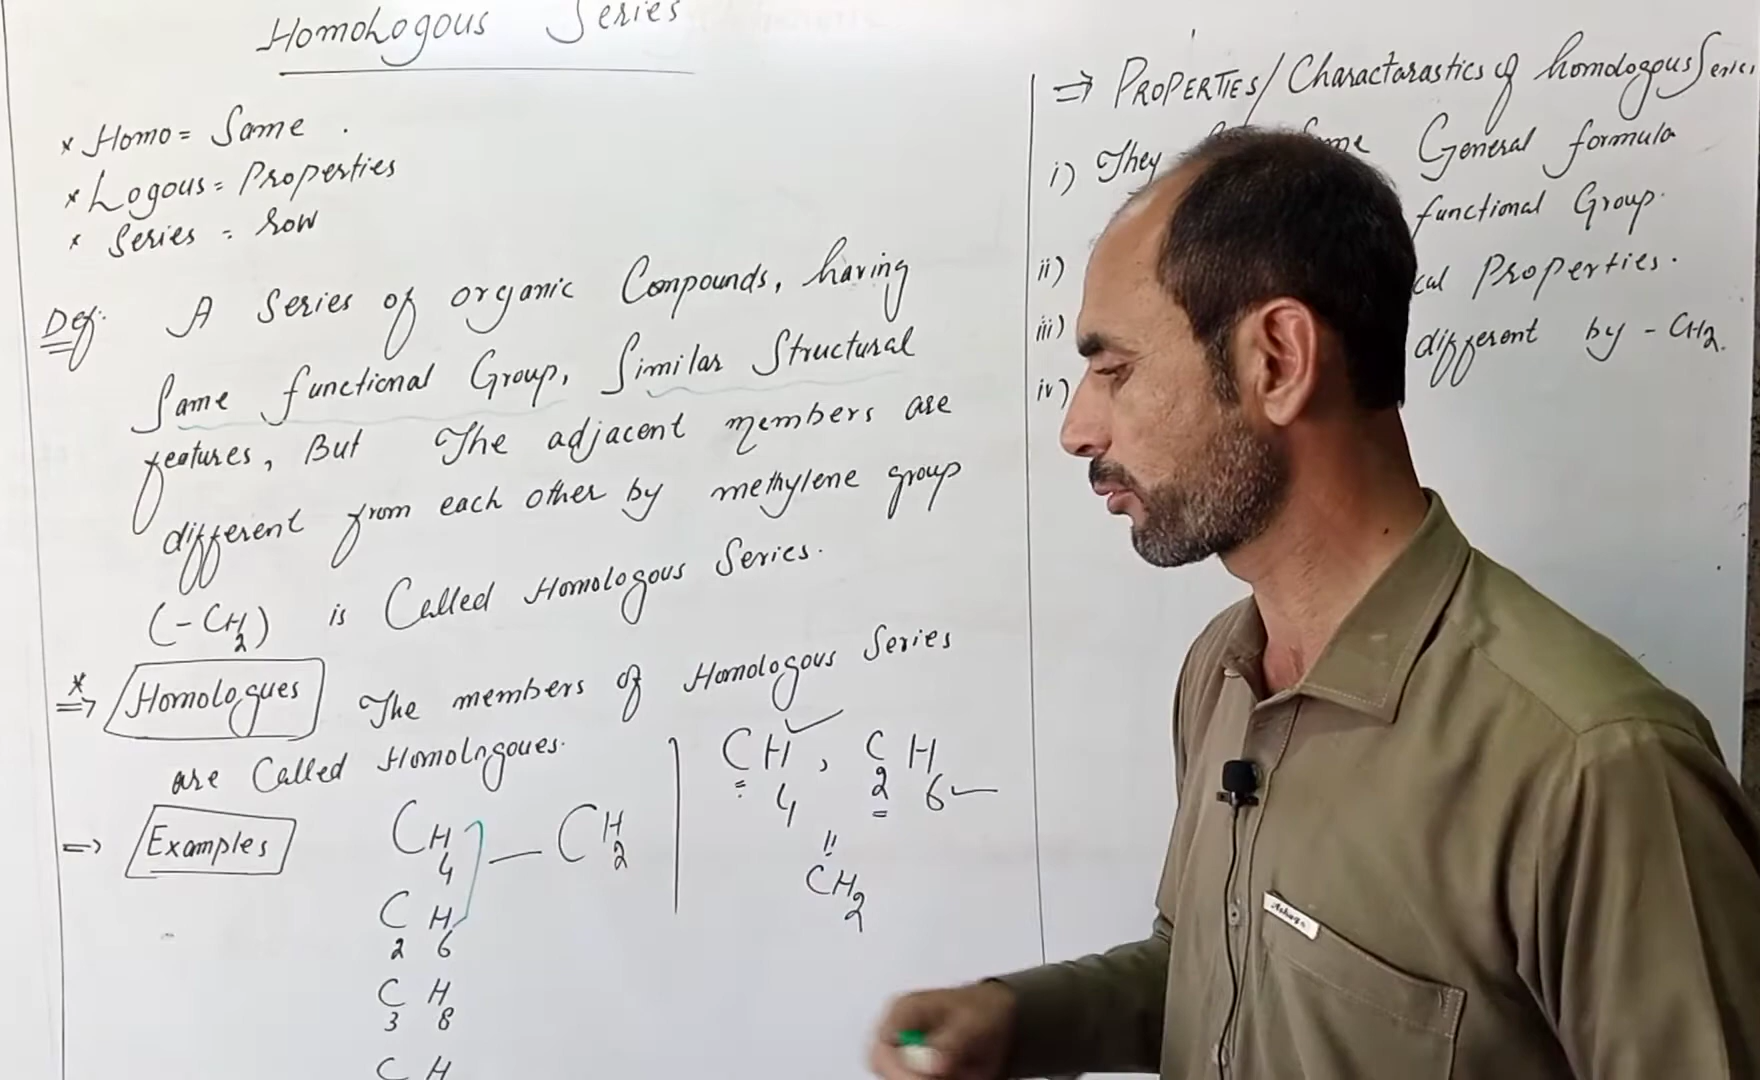 Homologous Series
* Homo = Same .
* Logous = Properties
* Series = Row
Def: A Series of organic Compounds, having
Same functional Group, Similar Structural
features, But The adjacent members are
different from each other by methylene group
(-CH2) is Called Homologous Series.
* => Homologues The members of Homologous Series
are Called Homologoues.
=> Examples
CH4
C2H6
C3H8
CH
— CH2
CH4 , C2H6
"
CH2
=> PROPERTIES/Charactarastics of homologous Series
i) They General formula
ii) functional Group.
iii) Properties.
iv) different by - CH2.